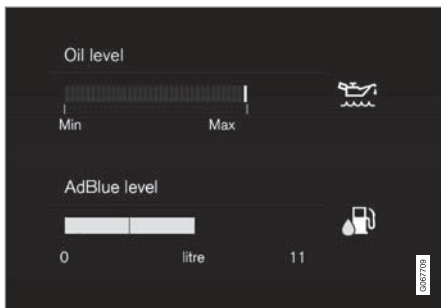 Oil level
Min Max
AdBlue level
0 litre 11
G067709